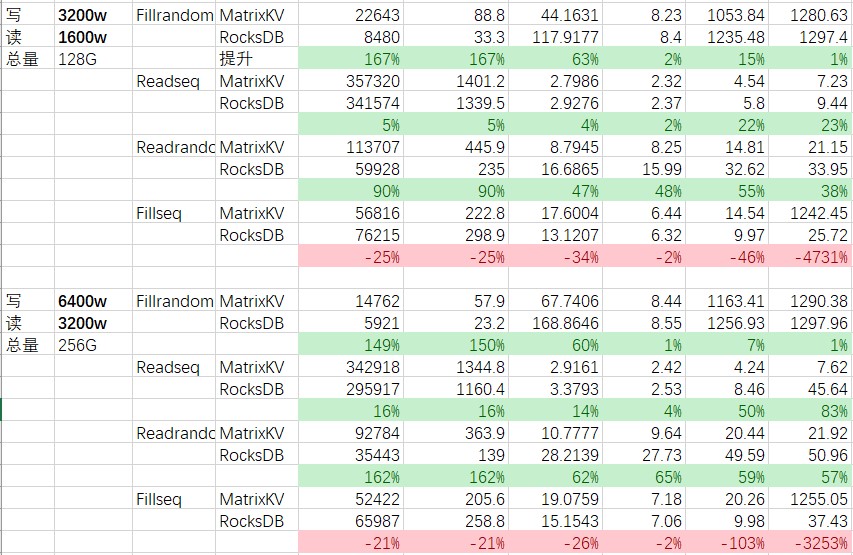 写 3200w Fillrandom MatrixKV 22643 88.8 44.1631 8.23 1053.84 1280.63
读 1600w RocksDB 8480 33.3 117.9177 8.4 1235.48 1297.4
总量 128G 提升 167% 167% 63% 2% 15% 1%
Readseq MatrixKV 357320 1401.2 2.7986 2.32 4.54 7.23
RocksDB 341574 1339.5 2.9276 2.37 5.8 9.44
5% 5% 4% 2% 22% 23%
Readrando MatrixKV 113707 445.9 8.7945 8.25 14.81 21.15
RocksDB 59928 235 16.6865 15.99 32.62 33.95
90% 90% 47% 48% 55% 38%
Fillseq MatrixKV 56816 222.8 17.6004 6.44 14.54 1242.45
RocksDB 76215 298.9 13.1207 6.32 9.97 25.72
-25% -25% -34% -2% -46% -4731%
写 6400w Fillrandom MatrixKV 14762 57.9 67.7406 8.44 1163.41 1290.38
读 3200w RocksDB 5921 23.2 168.8646 8.55 1256.93 1297.96
总量 256G 149% 150% 60% 1% 7% 1%
Readseq MatrixKV 342918 1344.8 2.9161 2.42 4.24 7.62
RocksDB 295917 1160.4 3.3793 2.53 8.46 45.64
16% 16% 14% 4% 50% 83%
Readrando MatrixKV 92784 363.9 10.7777 9.64 20.44 21.92
RocksDB 35443 139 28.2139 27.73 49.59 50.96
162% 162% 62% 65% 59% 57%
Fillseq MatrixKV 52422 205.6 19.0759 7.18 20.26 1255.05
RocksDB 65987 258.8 15.1543 7.06 9.98 37.43
-21% -21% -26% -2% -103% -3253%